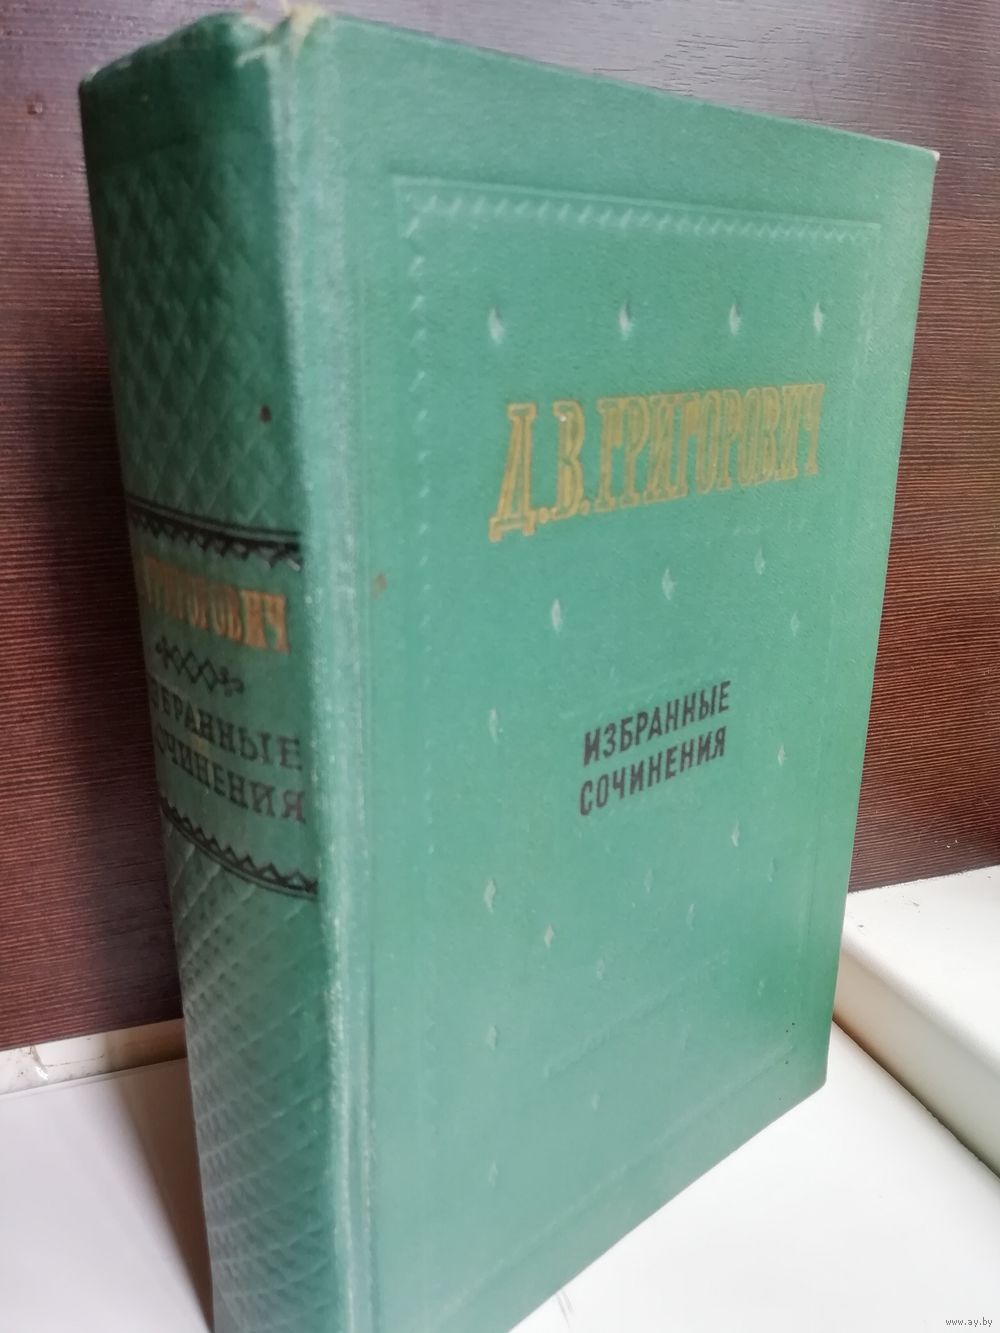 Д.В.ГРИГОРОВИЧ
ИЗБРАННЫЕ
СОЧИНЕНИЯ
ГРИГОРОВИЧ
ИЗБРАННЫЕ
СОЧИНЕНИЯ
www.ay.by